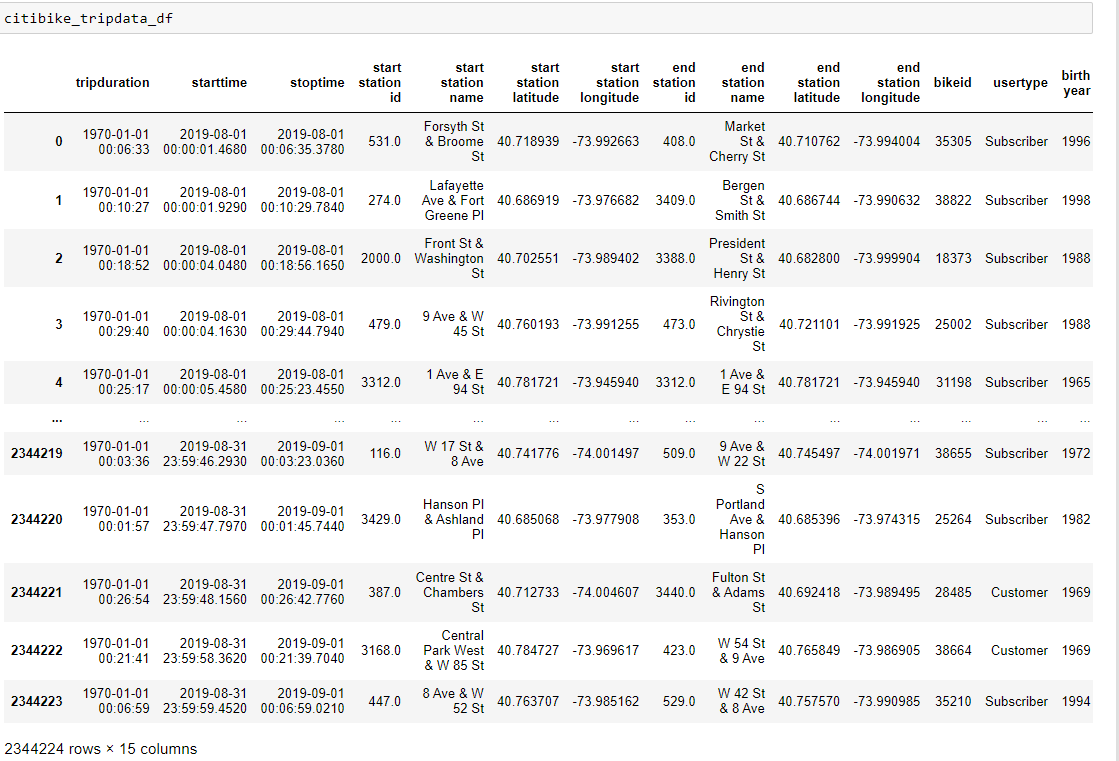 citibike_tripdata_df
tripduration starttime stoptime start station id start station name start station latitude start station longitude end station id end station name end station latitude end station longitude bikeid usertype birth year
0 1970-01-01 00:06:33 2019-08-01 00:00:01.4680 2019-08-01 00:06:35.3780 531.0 Forsyth St & Broome St 40.718939 -73.992663 408.0 Market St & Cherry St 40.710762 -73.994004 35305 Subscriber 1996
1 1970-01-01 00:10:27 2019-08-01 00:00:01.9290 2019-08-01 00:10:29.7840 274.0 Lafayette Ave & Fort Greene Pl 40.686919 -73.976682 3409.0 Bergen St & Smith St 40.686744 -73.990632 38822 Subscriber 1998
2 1970-01-01 00:18:52 2019-08-01 00:00:04.0480 2019-08-01 00:18:56.1650 2000.0 Front St & Washington St 40.702551 -73.989402 3388.0 President St & Henry St 40.682800 -73.999904 18373 Subscriber 1988
3 1970-01-01 00:29:40 2019-08-01 00:00:04.1630 2019-08-01 00:29:44.7940 479.0 9 Ave & W 45 St 40.760193 -73.991255 473.0 Rivington St & Chrystie St 40.721101 -73.991925 25002 Subscriber 1988
4 1970-01-01 00:25:17 2019-08-01 00:00:05.4580 2019-08-01 00:25:23.4550 3312.0 1 Ave & E 94 St 40.781721 -73.945940 3312.0 1 Ave & E 94 St 40.781721 -73.945940 31198 Subscriber 1965
... ... ... ... ... ... ... ... ... ... ... ... ... ... ...
2344219 1970-01-01 00:03:36 2019-08-31 23:59:46.2930 2019-09-01 00:03:23.0360 116.0 W 17 St & 8 Ave 40.741776 -74.001497 509.0 9 Ave & W 22 St 40.745497 -74.001971 38655 Subscriber 1972
2344220 1970-01-01 00:01:57 2019-08-31 23:59:47.7970 2019-09-01 00:01:45.7440 3429.0 Hanson Pl & Ashland Pl 40.685068 -73.977908 353.0 S Portland Ave & Hanson Pl 40.685396 -73.974315 25264 Subscriber 1982
2344221 1970-01-01 00:26:54 2019-08-31 23:59:48.1560 2019-09-01 00:26:42.7760 387.0 Centre St & Chambers St 40.712733 -74.004607 3440.0 Fulton St & Adams St 40.692418 -73.989495 28485 Customer 1969
2344222 1970-01-01 00:21:41 2019-08-31 23:59:58.3620 2019-09-01 00:21:39.7040 3168.0 Central Park West & W 85 St 40.784727 -73.969617 423.0 W 54 St & 9 Ave 40.765849 -73.986905 38664 Customer 1969
2344223 1970-01-01 00:06:59 2019-08-31 23:59:59.4520 2019-09-01 00:06:59.0210 447.0 8 Ave & W 52 St 40.763707 -73.985162 529.0 W 42 St & 8 Ave 40.757570 -73.990985 35210 Subscriber 1994
2344224 rows × 15 columns